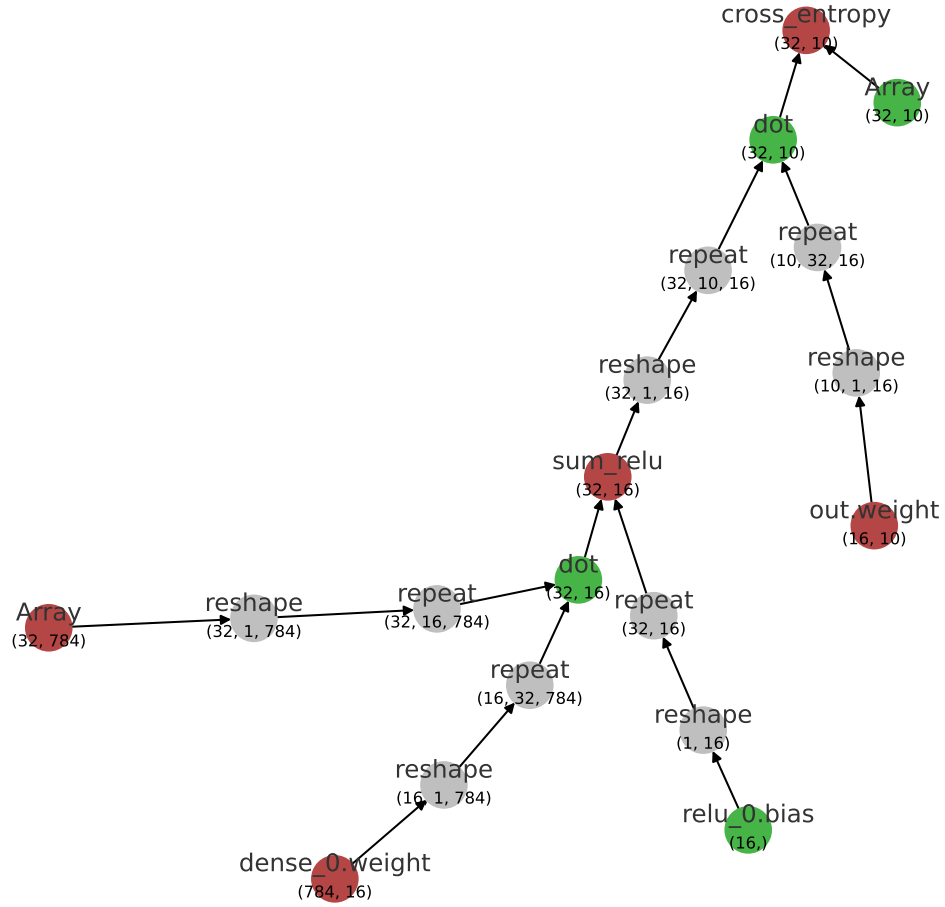 cross_entropy
(32, 10)
Array
(32, 10)
dot
(32, 10)
repeat
(10, 32, 16)
repeat
(32, 10, 16)
reshape
(10, 1, 16)
reshape
(32, 1, 16)
sum_relu
(32, 16)
out.weight
(16, 10)
dot
(32, 16)
repeat
(32, 16, 784)
repeat
(32, 16)
reshape
(32, 1, 784)
Array
(32, 784)
repeat
(16, 32, 784)
reshape
(1, 16)
reshape
(16, 1, 784)
relu_0.bias
(16,)
dense_0.weight
(784, 16)